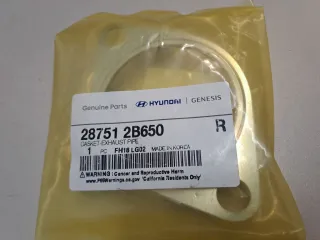 Genuine Parts HYUNDAI GENESIS
28751 2B650 R
GASKET-EXHAUST PIPE
1 PC FH18 LG02 MADE IN KOREA
WARNING: Cancer and Reproductive Harm
www.P65Warnings.ca.gov "California Residents Only"